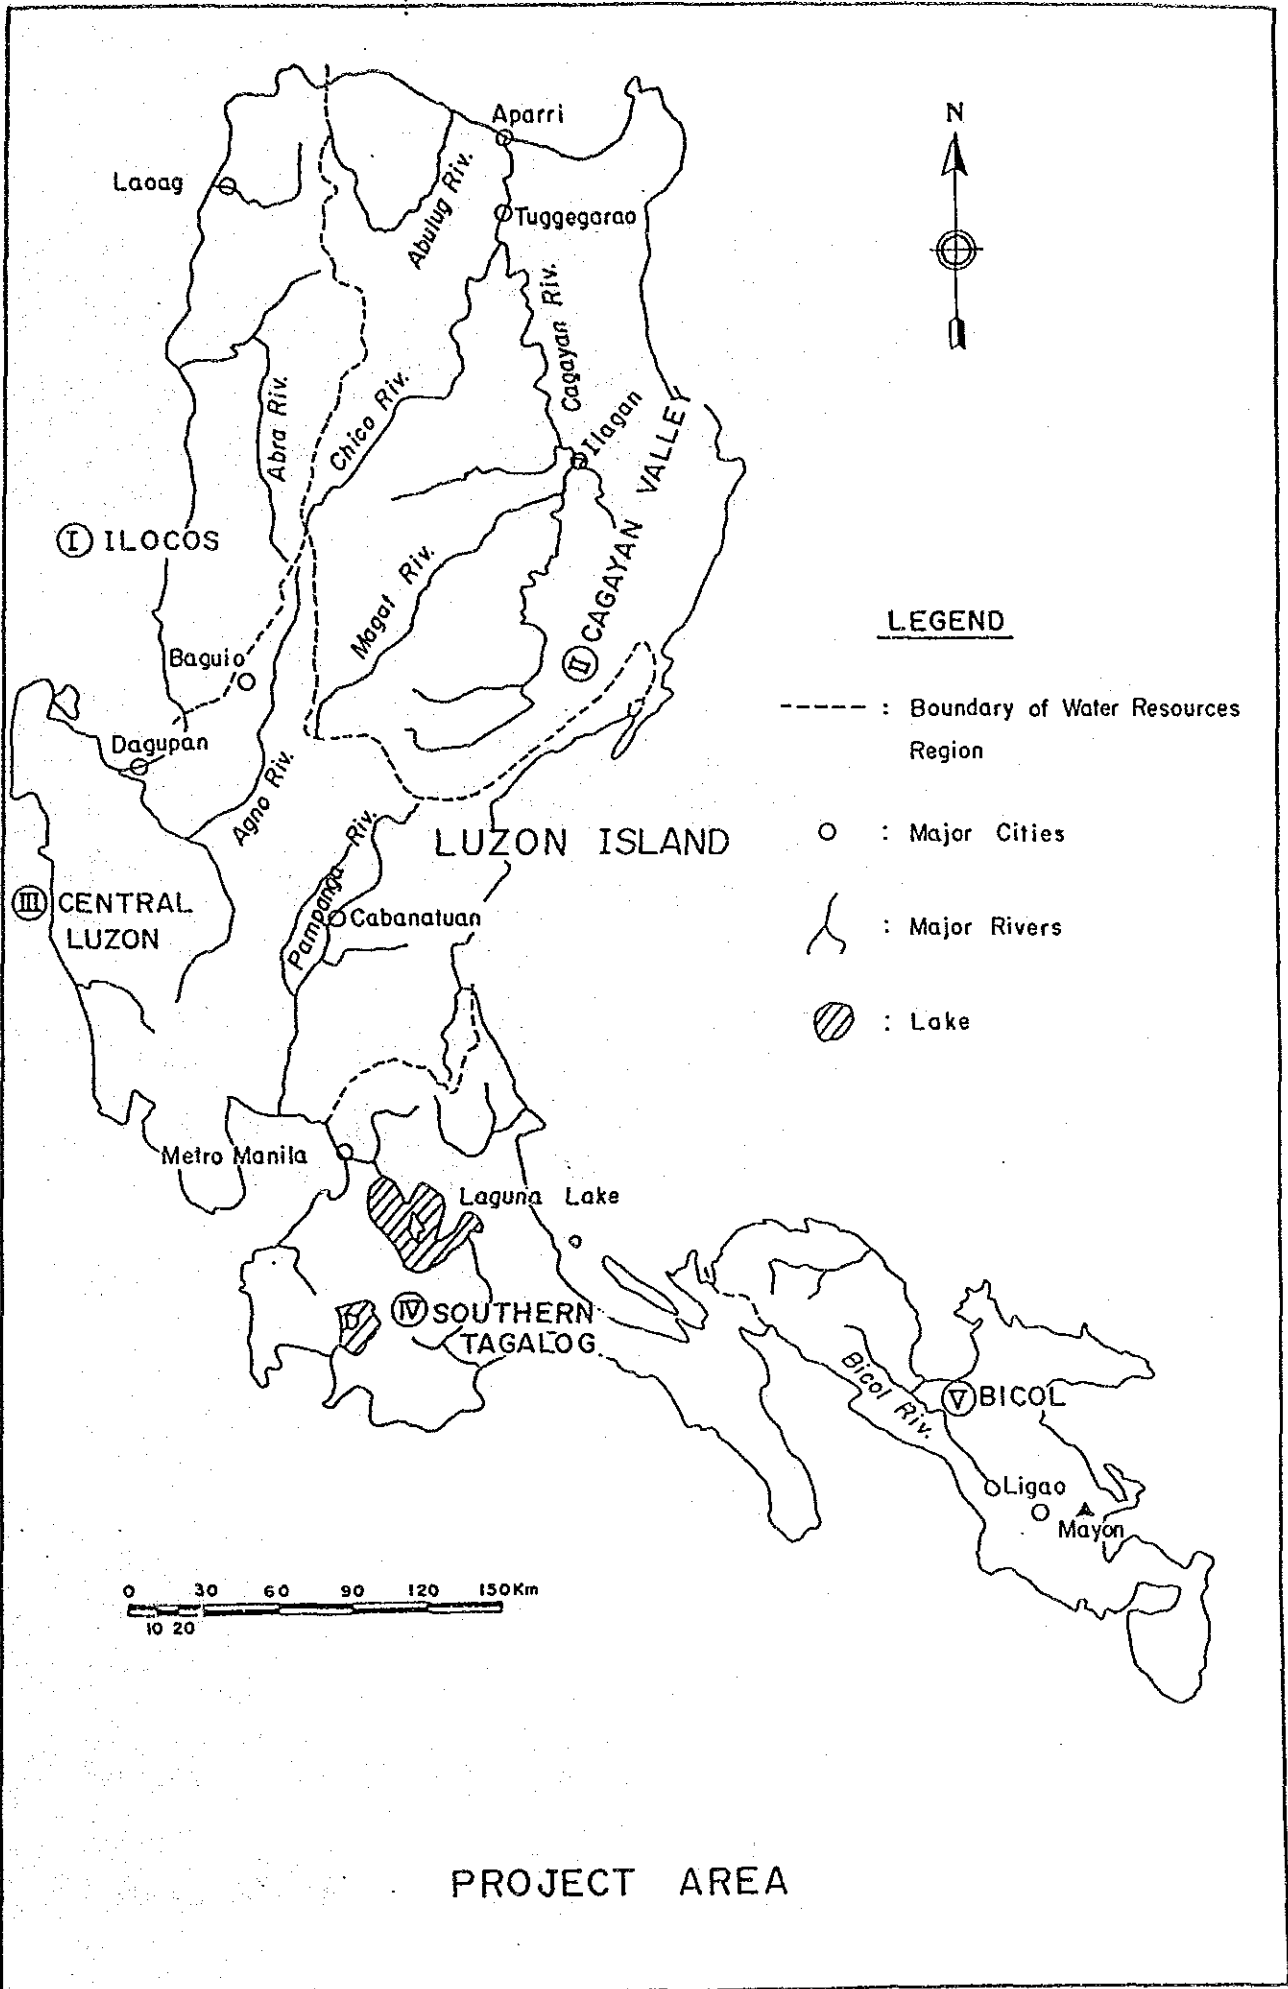 N
Aparri
Laoag
Tuggegarao
Abulug Riv.
Cagayan Riv.
Abra Riv.
Chico Riv.
Ilagan
Ⓘ ILOCOS
Ⅱ CAGAYAN VALLEY
Magat Riv.
Baguio
Dagupan
Agno Riv.
LEGEND
: Boundary of Water Resources
Region
: Major Cities
: Major Rivers
: Lake
LUZON ISLAND
Pampanga Riv.
Cabanatuan
III CENTRAL
LUZON
Metro Manila
Laguna Lake
IV SOUTHERN
TAGALOG
Bicol Riv.
V BICOL
Ligao
Mayon
0 30 60 90 120 150Km
10 20
PROJECT AREA